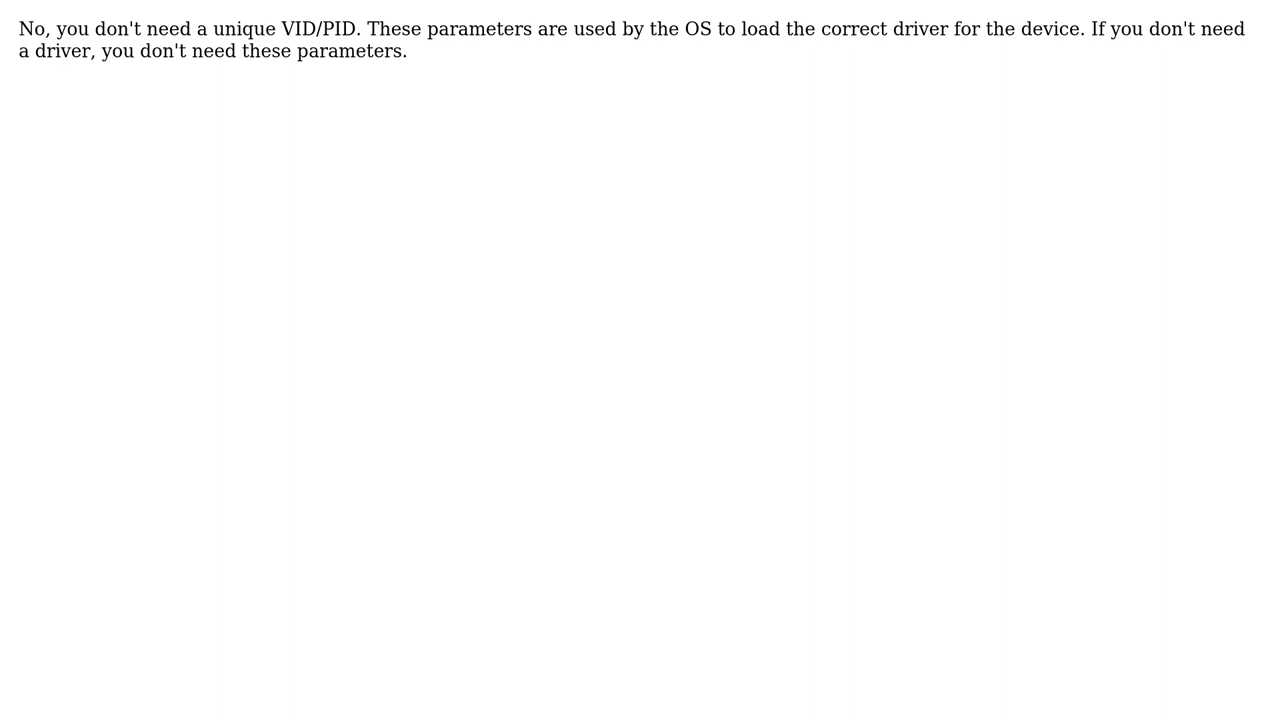 No, you don't need a unique VID/PID. These parameters are used by the OS to load the correct driver for the device. If you don't need
a driver, you don't need these parameters.